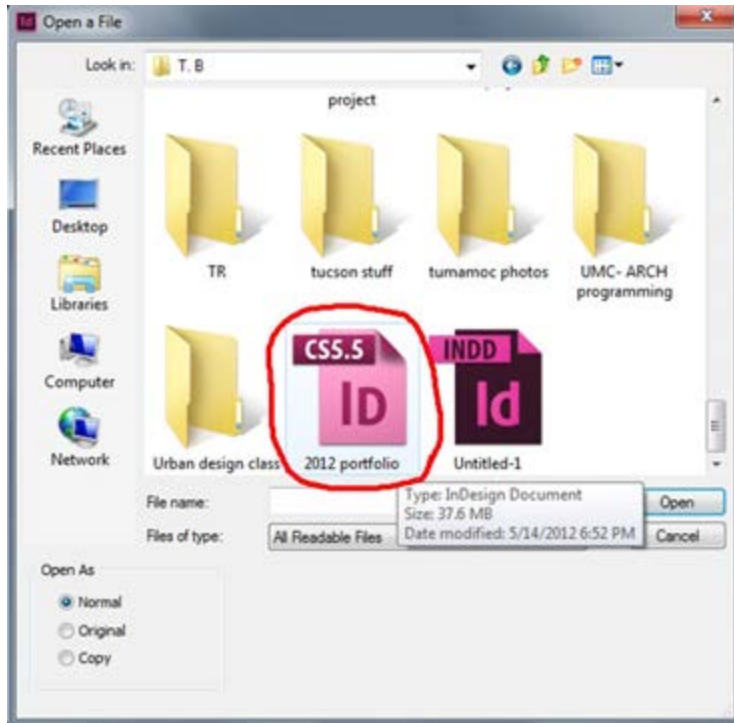 Id Open a File
Look in: T. B
project
Recent Places
Desktop
Libraries
Computer
Network
TR tucson stuff tumamoc photos UMC- ARCH
programming
CS5.5 INDD
ID Id
Urban design class 2012 portfolio Untitled-1
File name: Open
Files of type: All Readable Files Cancel
Type: InDesign Document
Size: 37.6 MB
Date modified: 5/14/2012 6:52 PM
Open As
Normal
Original
Copy